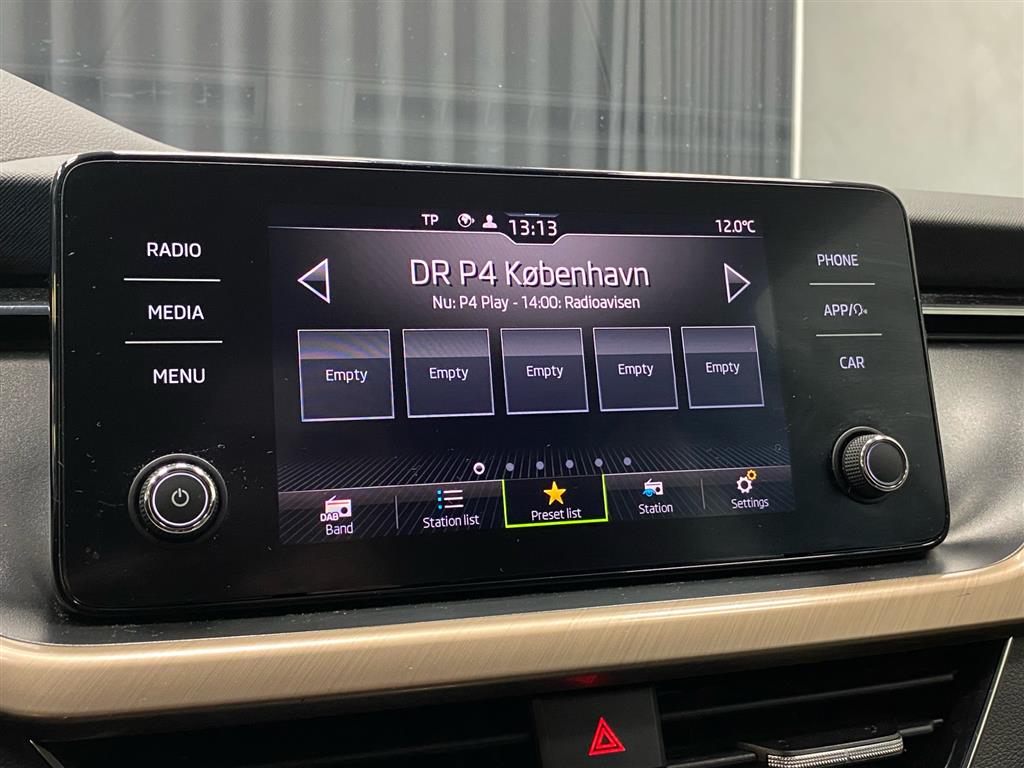 TP 13:13 12.0°C
RADIO
MEDIA
MENU
DR P4 København
Nu: P4 Play - 14:00: Radioavisen
Empty Empty Empty Empty Empty
DAB
Band
Station list
Preset list
Station
Settings
PHONE
APP/
CAR